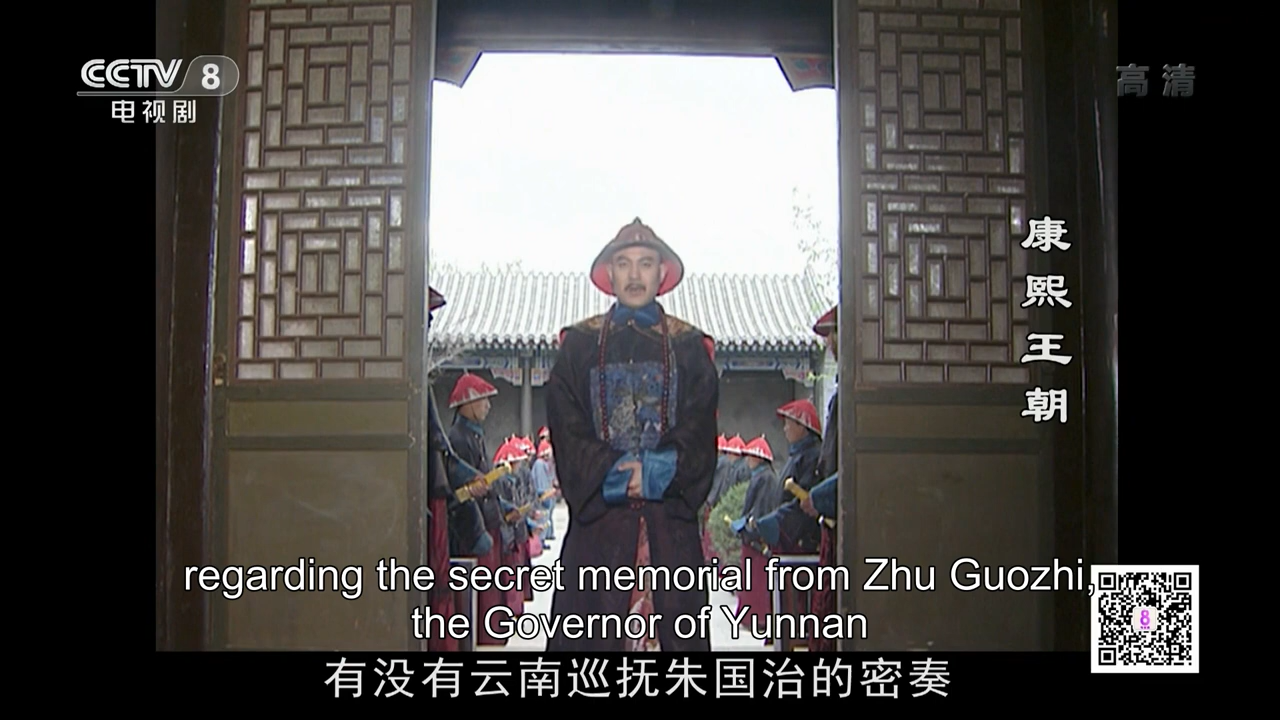 CCTV 8
电视剧
高清
康熙王朝
regarding the secret memorial from Zhu Guozhi,
the Governor of Yunnan
有没有云南巡抚朱国治的密奏
8